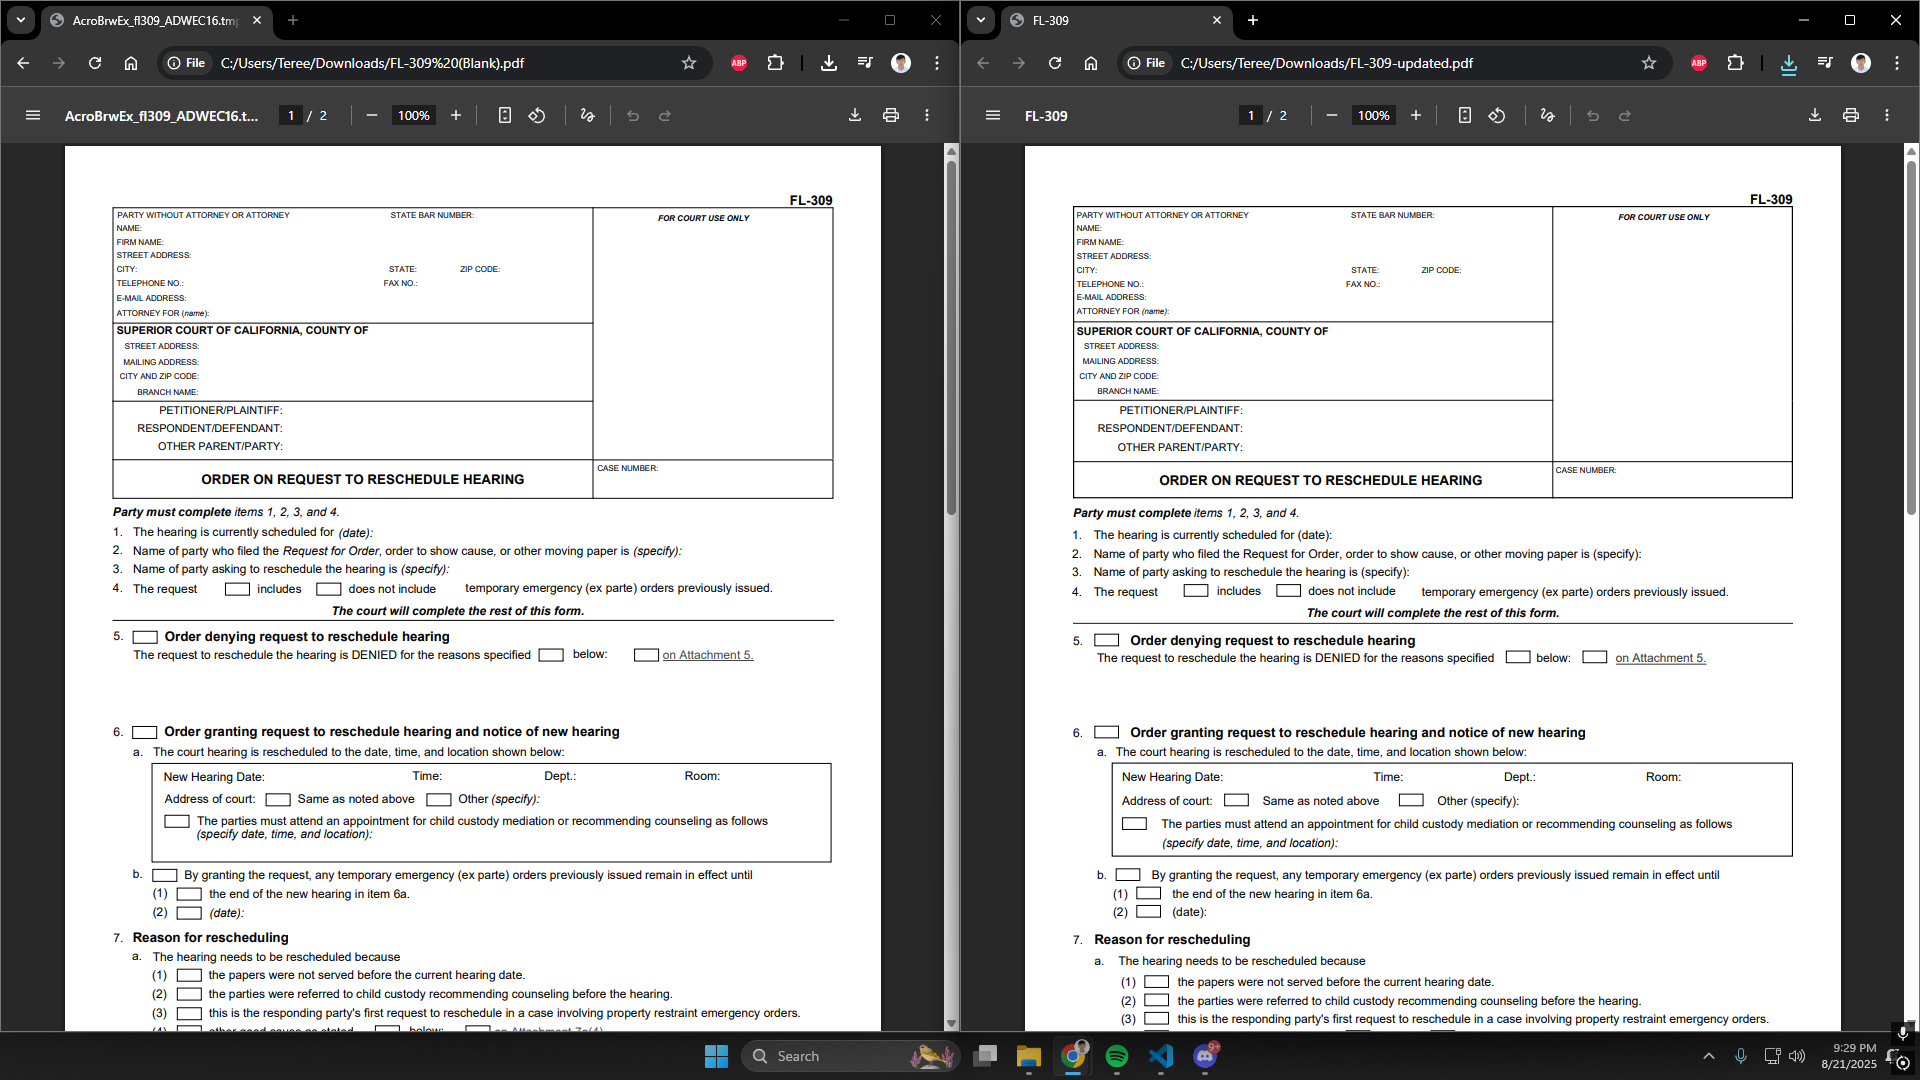 AcroBrwEx_fl309_ADWEC16.tmp
FL-309
File C:/Users/Teree/Downloads/FL-309%20(Blank).pdf
ABP
File C:/Users/Teree/Downloads/FL-309-updated.pdf
ABP
AcroBrwEx_fl309_ADWEC16.t... 1 / 2 100%
FL-309 1 / 2 100%
FL-309
PARTY WITHOUT ATTORNEY OR ATTORNEY STATE BAR NUMBER:
FOR COURT USE ONLY
NAME:
FIRM NAME:
STREET ADDRESS:
CITY: STATE: ZIP CODE:
TELEPHONE NO.: FAX NO.:
E-MAIL ADDRESS:
ATTORNEY FOR (name):
SUPERIOR COURT OF CALIFORNIA, COUNTY OF
STREET ADDRESS:
MAILING ADDRESS:
CITY AND ZIP CODE:
BRANCH NAME:
PETITIONER/PLAINTIFF:
RESPONDENT/DEFENDANT:
OTHER PARENT/PARTY:
ORDER ON REQUEST TO RESCHEDULE HEARING
CASE NUMBER:
Party must complete items 1, 2, 3, and 4.
1. The hearing is currently scheduled for (date):
2. Name of party who filed the Request for Order, order to show cause, or other moving paper is (specify):
3. Name of party asking to reschedule the hearing is (specify):
4. The request includes does not include temporary emergency (ex parte) orders previously issued.
The court will complete the rest of this form.
5. Order denying request to reschedule hearing
The request to reschedule the hearing is DENIED for the reasons specified below: on Attachment 5.
6. Order granting request to reschedule hearing and notice of new hearing
a. The court hearing is rescheduled to the date, time, and location shown below:
New Hearing Date: Time: Dept.: Room:
Address of court: Same as noted above Other (specify):
The parties must attend an appointment for child custody mediation or recommending counseling as follows
(specify date, time, and location):
b. By granting the request, any temporary emergency (ex parte) orders previously issued remain in effect until
(1) the end of the new hearing in item 6a.
(2) (date):
7. Reason for rescheduling
a. The hearing needs to be rescheduled because
(1) the papers were not served before the current hearing date.
(2) the parties were referred to child custody recommending counseling before the hearing.
(3) this is the responding party's first request to reschedule in a case involving property restraint emergency orders.
(4) other good cause as stated below: on Attachment 7a(4).
FL-309
PARTY WITHOUT ATTORNEY OR ATTORNEY STATE BAR NUMBER:
FOR COURT USE ONLY
NAME:
FIRM NAME:
STREET ADDRESS:
CITY: STATE: ZIP CODE:
TELEPHONE NO.: FAX NO.:
E-MAIL ADDRESS:
ATTORNEY FOR (name):
SUPERIOR COURT OF CALIFORNIA, COUNTY OF
STREET ADDRESS:
MAILING ADDRESS:
CITY AND ZIP CODE:
BRANCH NAME:
PETITIONER/PLAINTIFF:
RESPONDENT/DEFENDANT:
OTHER PARENT/PARTY:
ORDER ON REQUEST TO RESCHEDULE HEARING
CASE NUMBER:
Party must complete items 1, 2, 3, and 4.
1. The hearing is currently scheduled for (date):
2. Name of party who filed the Request for Order, order to show cause, or other moving paper is (specify):
3. Name of party asking to reschedule the hearing is (specify):
4. The request includes does not include temporary emergency (ex parte) orders previously issued.
The court will complete the rest of this form.
5. Order denying request to reschedule hearing
The request to reschedule the hearing is DENIED for the reasons specified below: on Attachment 5.
6. Order granting request to reschedule hearing and notice of new hearing
a. The court hearing is rescheduled to the date, time, and location shown below:
New Hearing Date: Time: Dept.: Room:
Address of court: Same as noted above Other (specify):
The parties must attend an appointment for child custody mediation or recommending counseling as follows
(specify date, time, and location):
b. By granting the request, any temporary emergency (ex parte) orders previously issued remain in effect until
(1) the end of the new hearing in item 6a.
(2) (date):
7. Reason for rescheduling
a. The hearing needs to be rescheduled because
(1) the papers were not served before the current hearing date.
(2) the parties were referred to child custody recommending counseling before the hearing.
(3) this is the responding party's first request to reschedule in a case involving property restraint emergency orders.
Search
9+
9:29 PM
8/21/2025